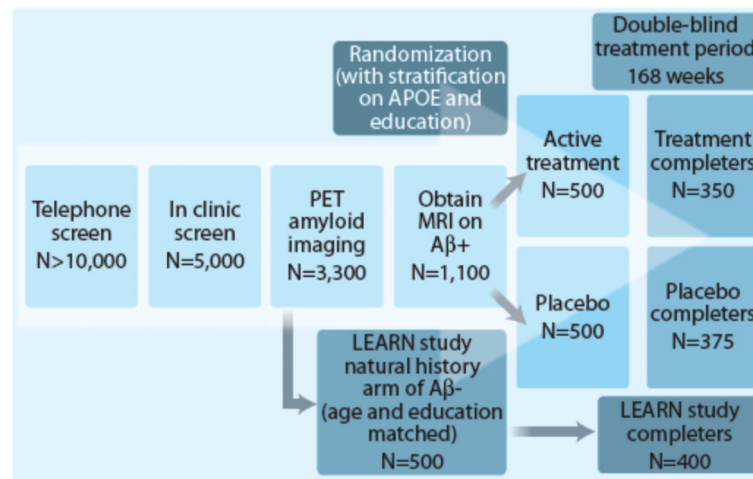 Double-blind
treatment period
168 weeks
Randomization
(with stratification
on APOE and
education)
Telephone
screen
N>10,000
In clinic
screen
N=5,000
PET
amyloid
imaging
N=3,300
Obtain
MRI on
Aβ+
N=1,100
Active
treatment
N=500
Treatment
completers
N=350
Placebo
N=500
Placebo
completers
N=375
LEARN study
natural history
arm of Aβ-
(age and education
matched)
N=500
LEARN study
completers
N=400